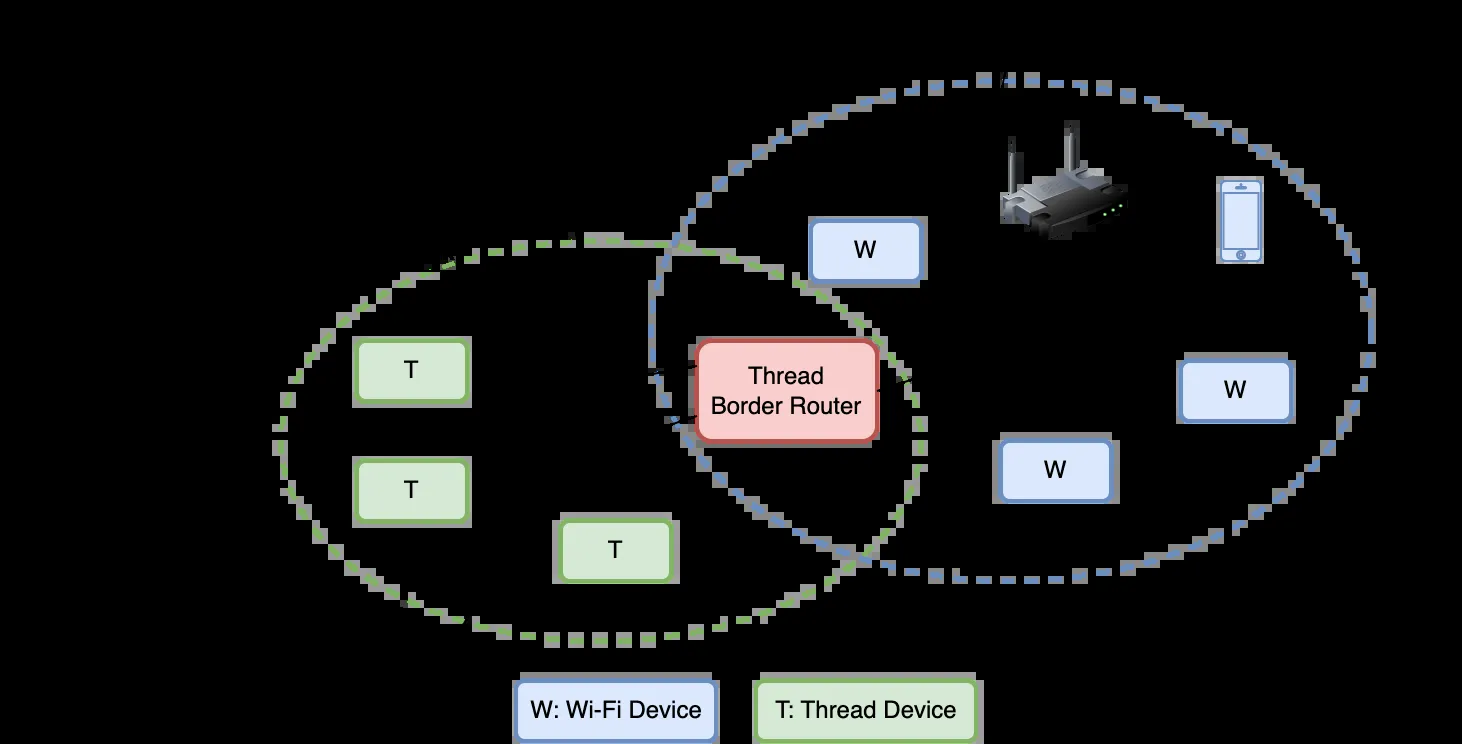 W
T
Thread
Border Router
W
W
T
T
W: Wi-Fi Device
T: Thread Device